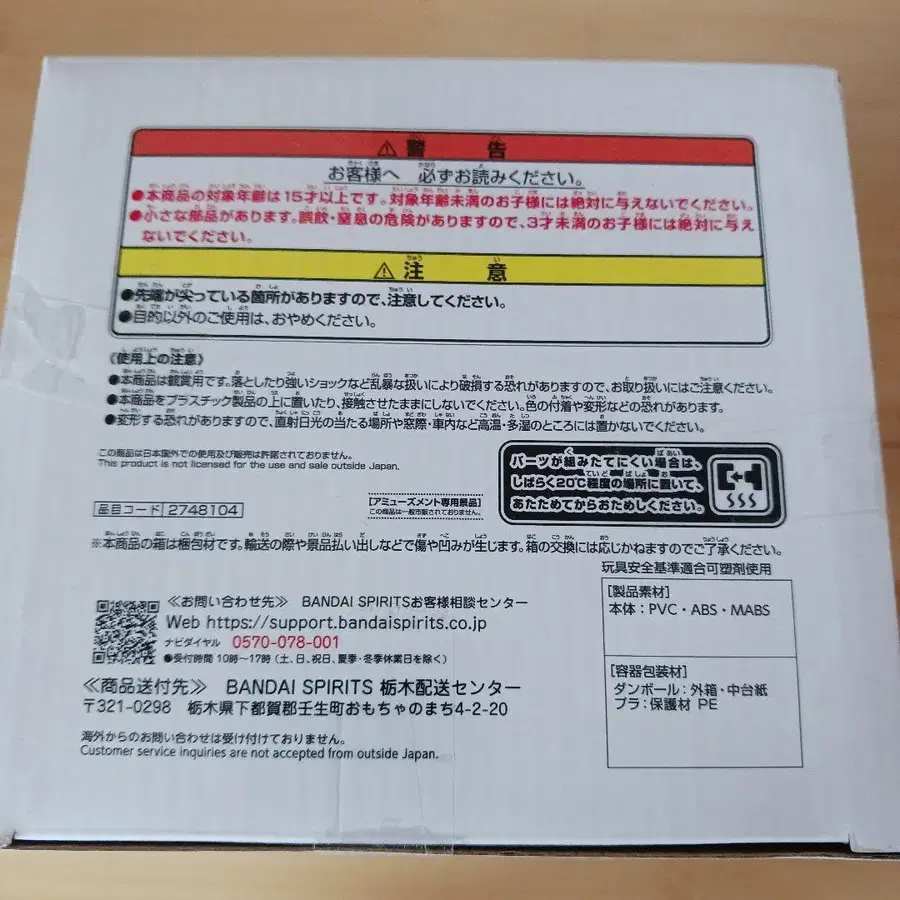 ⚠警告
お客様へ 必ずお読みください。
●本商品の対象年齢は15才以上です。対象年齢未満のお子様には絶対に与えないでください。
●小さな部品があります。誤飲・窒息の危険がありますので、3才未満のお子様には絶対に与え
ないでください。
⚠注意
●先端が尖っている箇所がありますので、注意してください。
●目的以外のご使用は、おやめください。
《使用上の注意》
●本商品は観賞用です。落としたり強いショックなど乱暴な扱いにより破損する恐れがありますので、お取り扱いにはご注意ください。
●本商品をプラスチック製品の上に置いたり、接触させたままにしないでください。色の付着や変形などの恐れがあります。
●変形する恐れがありますので、直射日光の当たる場所や窓際・車内など高温・多湿のところには置かないでください。
この商品は日本国外での使用及び販売は許諾されておりません。
This product is not licensed for the use and sale outside Japan.
パーツが組みたてにくい場合は、
しばらく20℃程度の場所に置いて、
あたためてからおためしください。
品目コード 2748104
[アミューズメント専用景品]
この商品は一般市販されておりません。
※本商品の箱は梱包材です。輸送の際や景品払い出しなどで傷や凹みが生じます。箱の交換には応じかねますのでご了承ください。
玩具安全基準適合可塑剤使用
[製品素材]
本体：PVC・ABS・MABS
[容器包装材]
ダンボール：外箱・中台紙
プラ：保護材 PE
≪お問い合わせ先≫ BANDAI SPIRITSお客様相談センター
Web https://support.bandaispirits.co.jp
ナビダイヤル 0570-078-001
●受付時間 10時～17時（土、日、祝日、夏季・冬季休業日を除く）
≪商品送付先≫ BANDAI SPIRITS 栃木配送センター
〒321-0298 栃木県下都賀郡壬生町おもちゃのまち4-2-20
海外からのお問い合わせは受け付けておりません。
Customer service inquiries are not accepted from outside Japan.